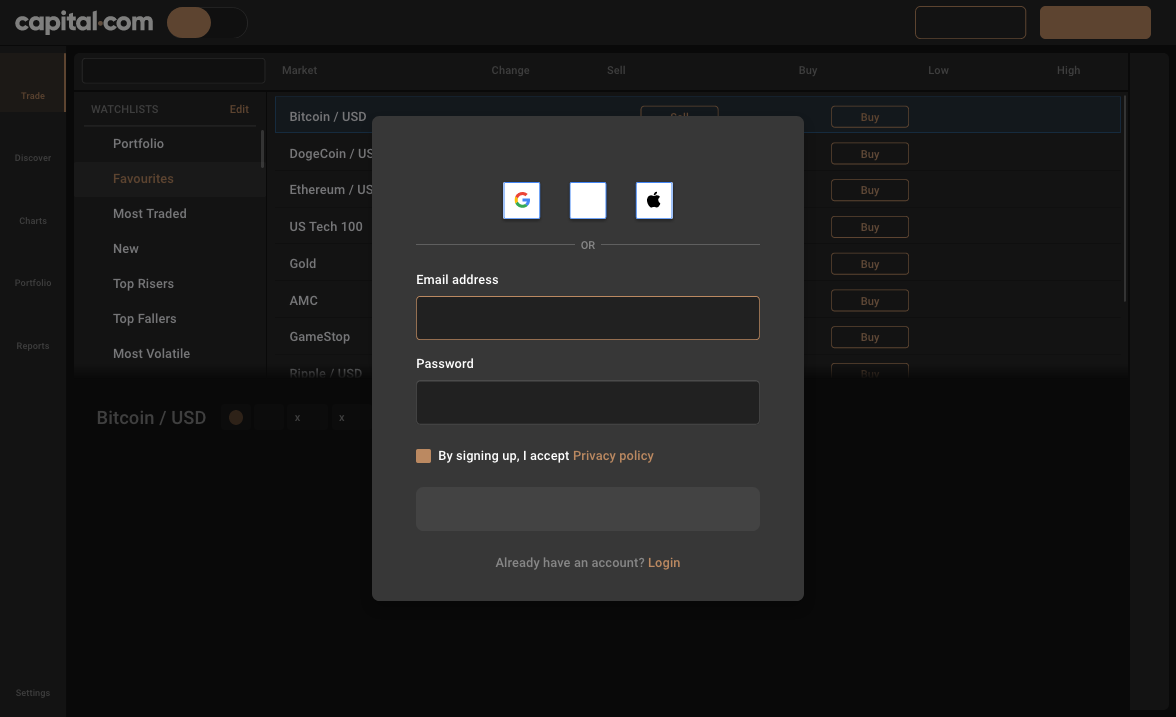 capital.com
Market Change Sell Buy Low High
Trade
WATCHLISTS Edit
Bitcoin / USD Sell Buy
Portfolio
DogeCoin / US Buy
Discover
Favourites
Ethereum / US Buy
Most Traded
Charts
US Tech 100 Buy
New
Gold Buy
Top Risers
Portfolio
AMC Buy
Top Fallers
GameStop Buy
Reports
Most Volatile
Ripple / USD Buy
Bitcoin / USD x x
OR
Email address
Password
By signing up, I accept Privacy policy
Already have an account? Login
Settings